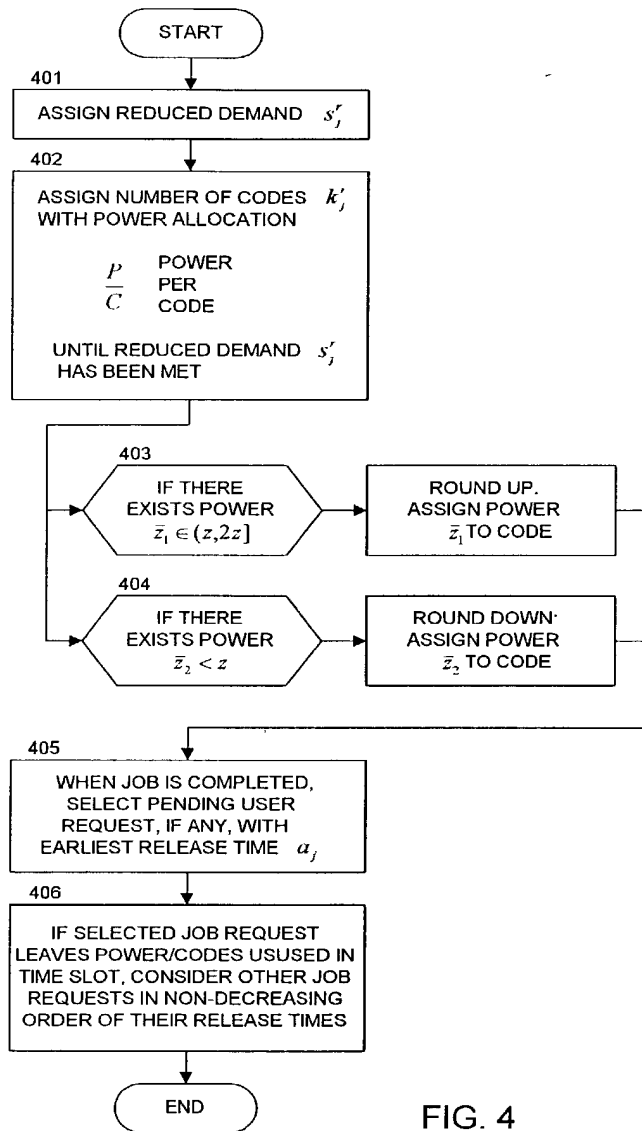 START
401
ASSIGN REDUCED DEMAND s_j^r
402
ASSIGN NUMBER OF CODES k_j^r
WITH POWER ALLOCATION
P/C POWER
PER
CODE
UNTIL REDUCED DEMAND s_j^r
HAS BEEN MET
403
IF THERE
EXISTS POWER
z̄₁ ∈ (z,2z]
ROUND UP.
ASSIGN POWER
z̄₁ TO CODE
404
IF THERE
EXISTS POWER
z̄₂ < z
ROUND DOWN.
ASSIGN POWER
z̄₂ TO CODE
405
WHEN JOB IS COMPLETED,
SELECT PENDING USER
REQUEST, IF ANY, WITH
EARLIEST RELEASE TIME a_j
406
IF SELECTED JOB REQUEST
LEAVES POWER/CODES USUSED IN
TIME SLOT, CONSIDER OTHER JOB
REQUESTS IN NON-DECREASING
ORDER OF THEIR RELEASE TIMES
END
FIG. 4